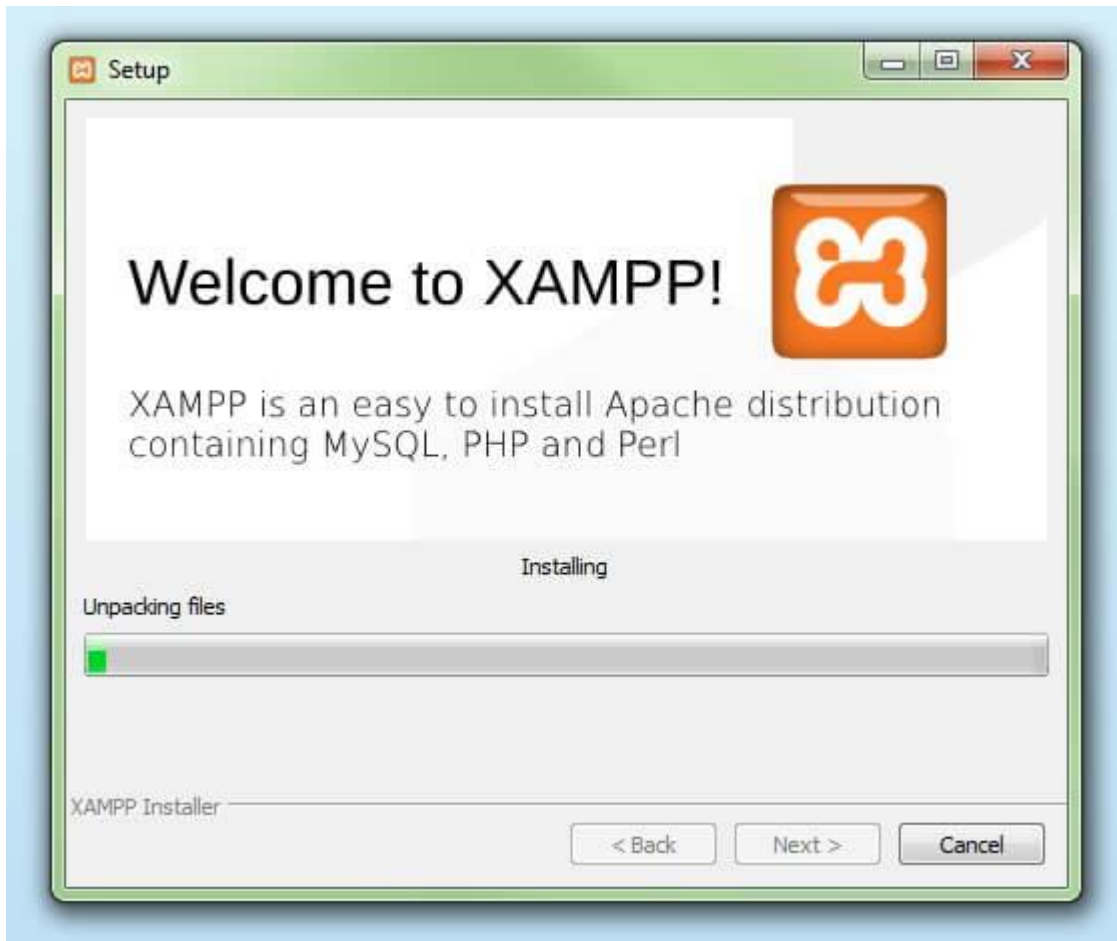 Setup
Welcome to XAMPP!
XAMPP is an easy to install Apache distribution
containing MySQL, PHP and Perl
Installing
Unpacking files
XAMPP Installer
< Back Next > Cancel